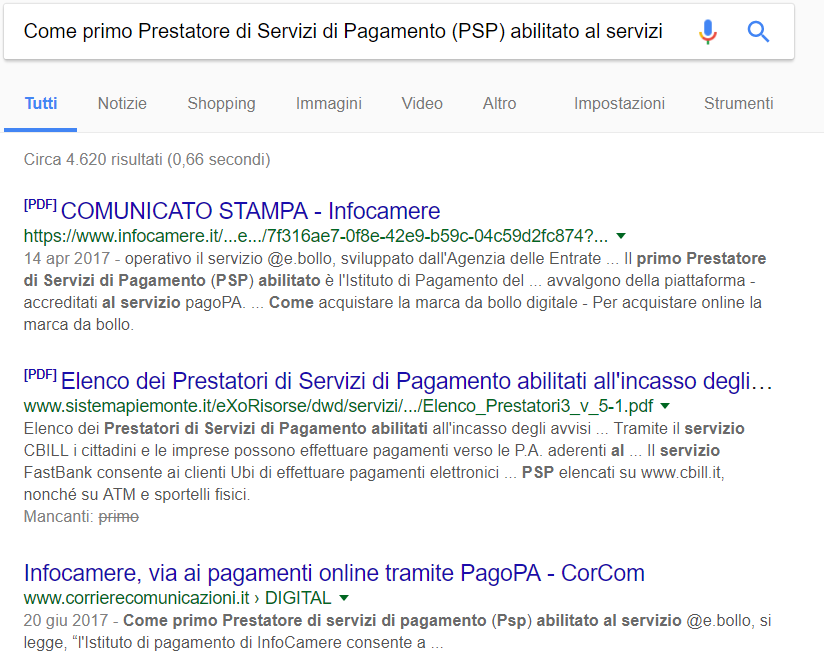 Come primo Prestatore di Servizi di Pagamento (PSP) abilitato al servizi
Tutti Notizie Shopping Immagini Video Altro Impostazioni Strumenti
Circa 4.620 risultati (0,66 secondi)
[PDF] COMUNICATO STAMPA - Infocamere
https://www.infocamere.it/...e.../7f316ae7-0f8e-42e9-b59c-04c59d2fc874?...
14 apr 2017 - operativo il servizio @e.bollo, sviluppato dall'Agenzia delle Entrate ... Il primo Prestatore
di Servizi di Pagamento (PSP) abilitato è l'Istituto di Pagamento del ... avvalgono della piattaforma -
accreditati al servizio pagoPA. ... Come acquistare la marca da bollo digitale - Per acquistare online la
marca da bollo.
[PDF] Elenco dei Prestatori di Servizi di Pagamento abilitati all'incasso degli...
www.sistemapiemonte.it/eXoRisorse/dwd/servizi/.../Elenco_Prestatori3_v_5-1.pdf
Elenco dei Prestatori di Servizi di Pagamento abilitati all'incasso degli avvisi ... Tramite il servizio
CBILL i cittadini e le imprese possono effettuare pagamenti verso le P.A. aderenti al ... Il servizio
FastBank consente ai clienti Ubi di effettuare pagamenti elettronici ... PSP elencati su www.cbill.it,
nonché su ATM e sportelli fisici.
Mancanti: primo
Infocamere, via ai pagamenti online tramite PagoPA - CorCom
www.corrierecomunicazioni.it › DIGITAL
20 giu 2017 - Come primo Prestatore di servizi di pagamento (Psp) abilitato al servizio @e.bollo, si
legge, “l'Istituto di pagamento di InfoCamere consente a ...